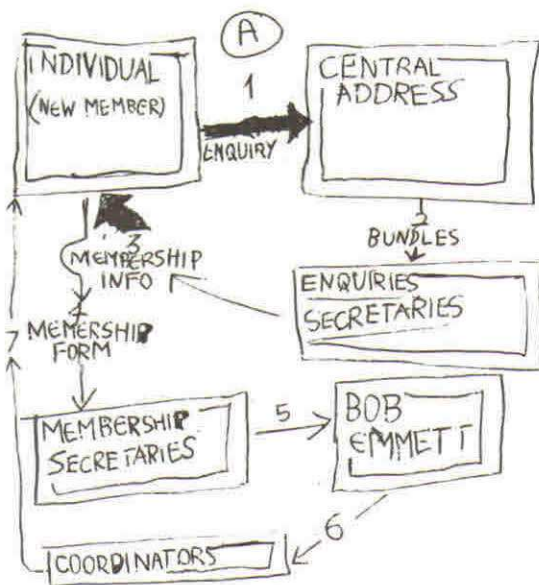 A
INDIVIDUAL
(NEW MEMBER)
1
ENQUIRY
CENTRAL
ADDRESS
2
BUNDLES
ENQUIRIES
SECRETARIES
3
MEMBERSHIP
INFO
4
MEMERSHIP
FORM
MEMBERSHIP
SECRETARIES
5
BOB
EMMETT
6
COORDINATORS
7